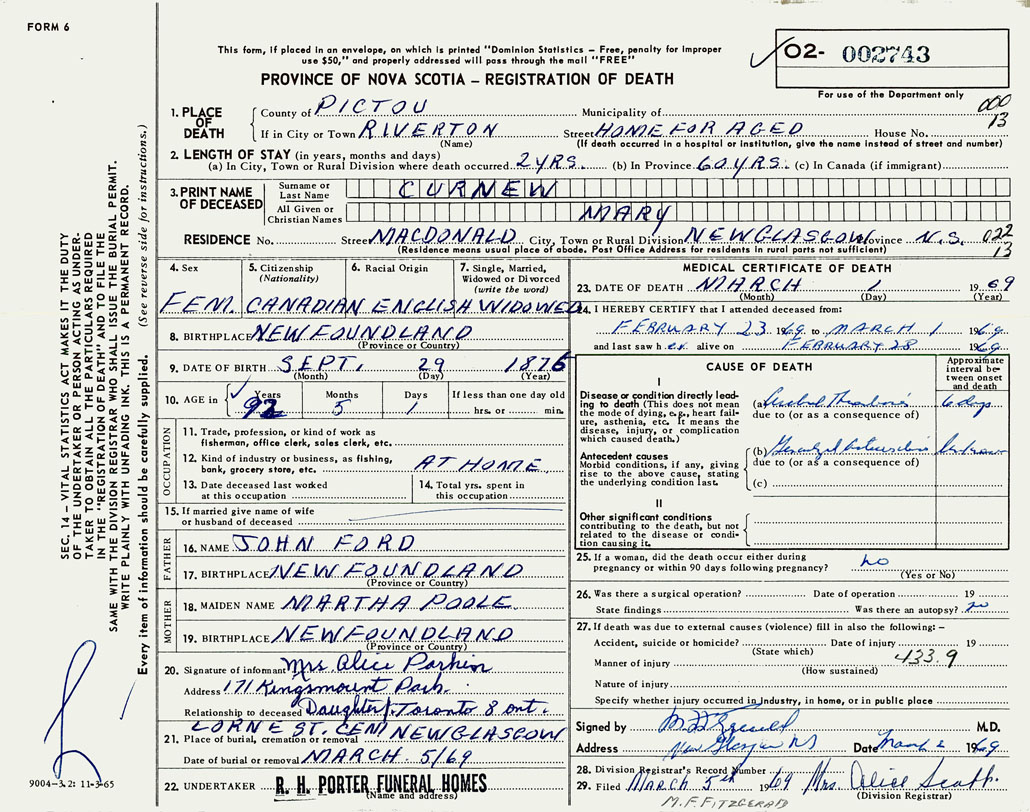 FORM 6
This form, if placed in an envelope, on which is printed "Dominion Statistics – Free, penalty for improper
use $50," and properly addressed will pass through the mail "FREE"
PROVINCE OF NOVA SCOTIA – REGISTRATION OF DEATH
02- 002743
For use of the Department only
000
13
1. PLACE OF DEATH
County of PICTOU Municipality of
If in City or Town RIVERTON Street HOME FOR AGED House No.
(Name) (If death occurred in a hospital or institution, give the name instead of street and number)
2. LENGTH OF STAY (in years, months and days)
(a) In City, Town or Rural Division where death occurred 2 YRS. (b) In Province 60 YRS. (c) In Canada (if immigrant)
3. PRINT NAME OF DECEASED
Surname or Last Name CURNEW
All Given or Christian Names MARY
RESIDENCE No. Street MACDONALD City, Town or Rural Division NEW GLASGOW Province N.S. 022
13
(Residence means usual place of abode. Post Office Address for residents in rural parts not sufficient)
4. Sex 5. Citizenship (Nationality) 6. Racial Origin 7. Single, Married, Widowed or Divorced (write the word)
FEM. CANADIAN ENGLISH WIDOWED
8. BIRTHPLACE NEWFOUNDLAND
(Province or Country)
9. DATE OF BIRTH SEPT. 29 1876
(Month) (Day) (Year)
10. AGE in Years Months Days If less than one day old
92 5 1 hrs. or min.
OCCUPATION
11. Trade, profession, or kind of work as
fisherman, office clerk, sales clerk, etc.
12. Kind of industry or business, as fishing,
bank, grocery store, etc. AT HOME
13. Date deceased last worked
at this occupation
14. Total yrs. spent in
this occupation
15. If married give name of wife
or husband of deceased
FATHER
16. NAME JOHN FORD
17. BIRTHPLACE NEWFOUNDLAND
(Province or Country)
MOTHER
18. MAIDEN NAME MARTHA POOLE
19. BIRTHPLACE NEWFOUNDLAND
(Province or Country)
20. Signature of informant Mrs Alice Parkin
Address 171 Kingsmount Park.
Relationship to deceased Daughter Toronto 8 Ont.
LORNE ST. CEM NEWGLASGOW
21. Place of burial, cremation or removal
Date of burial or removal MARCH 5/69
22. UNDERTAKER R. H. PORTER FUNERAL HOMES
(Name and address)
MEDICAL CERTIFICATE OF DEATH
23. DATE OF DEATH MARCH 1 1969
(Month) (Day) (Year)
24. I HEREBY CERTIFY that I attended deceased from:
FEBRUARY 23 1969 to MARCH 1 1969
and last saw h er alive on FEBRUARY 28 1969
CAUSE OF DEATH
Approximate interval between onset and death
I
Disease or condition directly leading to death (This does not mean the mode of dying, e.g., heart failure, asthenia, etc. It means the disease, injury, or complication which caused death.)
(a) Cerebral Thrombosis 6 days
due to (or as a consequence of)
Antecedent causes
Morbid conditions, if any, giving rise to the above cause, stating the underlying condition last.
(b)
due to (or as a consequence of)
(c)
II
Other significant conditions
contributing to the death, but not
related to the disease or condition causing it.
25. If a woman, did the death occur either during
pregnancy or within 90 days following pregnancy? no
(Yes or No)
26. Was there a surgical operation? Date of operation 19
State findings Was there an autopsy? no
27. If death was due to external causes (violence) fill in also the following: –
Accident, suicide or homicide? Date of injury 19
(State which)
433.9
Manner of injury
(How sustained)
Nature of injury
Specify whether injury occurred in industry, in home, or in public place
Signed by M.D.
Address New Glasgow NS Date March 2 1969
28. Division Registrar's Record Number
29. Filed MARCH 5th 1969 Mrs. Alice Scott
(Division Registrar)
M.F. FITZGERALD
SEC. 14 – VITAL STATISTICS ACT MAKES IT THE DUTY
OF THE UNDERTAKER OR PERSON ACTING AS UNDERTAKER TO OBTAIN ALL THE PARTICULARS REQUIRED
IN THE "REGISTRATION OF DEATH" AND TO FILE THE
SAME WITH THE DIVISION REGISTRAR WHO SHALL ISSUE THE BURIAL PERMIT.
WRITE PLAINLY WITH UNFADING INK. THIS IS A PERMANENT RECORD.
Every item of information should be carefully supplied. (See reverse side for instructions.)
9004–3.2: 11-3-65